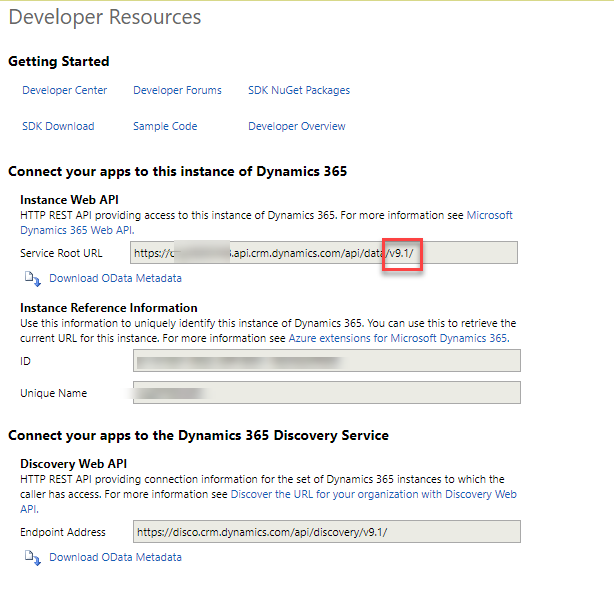 Developer Resources
Getting Started
Developer Center Developer Forums SDK NuGet Packages
SDK Download Sample Code Developer Overview
Connect your apps to this instance of Dynamics 365
Instance Web API
HTTP REST API providing access to this instance of Dynamics 365. For more information see Microsoft
Dynamics 365 Web API.
Service Root URL https://c .api.crm.dynamics.com/api/data/v9.1/
Download OData Metadata
Instance Reference Information
Use this information to uniquely identify this instance of Dynamics 365. You can use this to retrieve the
current URL for this instance. For more information see Azure extensions for Microsoft Dynamics 365.
ID
Unique Name
Connect your apps to the Dynamics 365 Discovery Service
Discovery Web API
HTTP REST API providing connection information for the set of Dynamics 365 instances to which the
caller has access. For more information see Discover the URL for your organization with Discovery Web
API.
Endpoint Address https://disco.crm.dynamics.com/api/discovery/v9.1/
Download OData Metadata